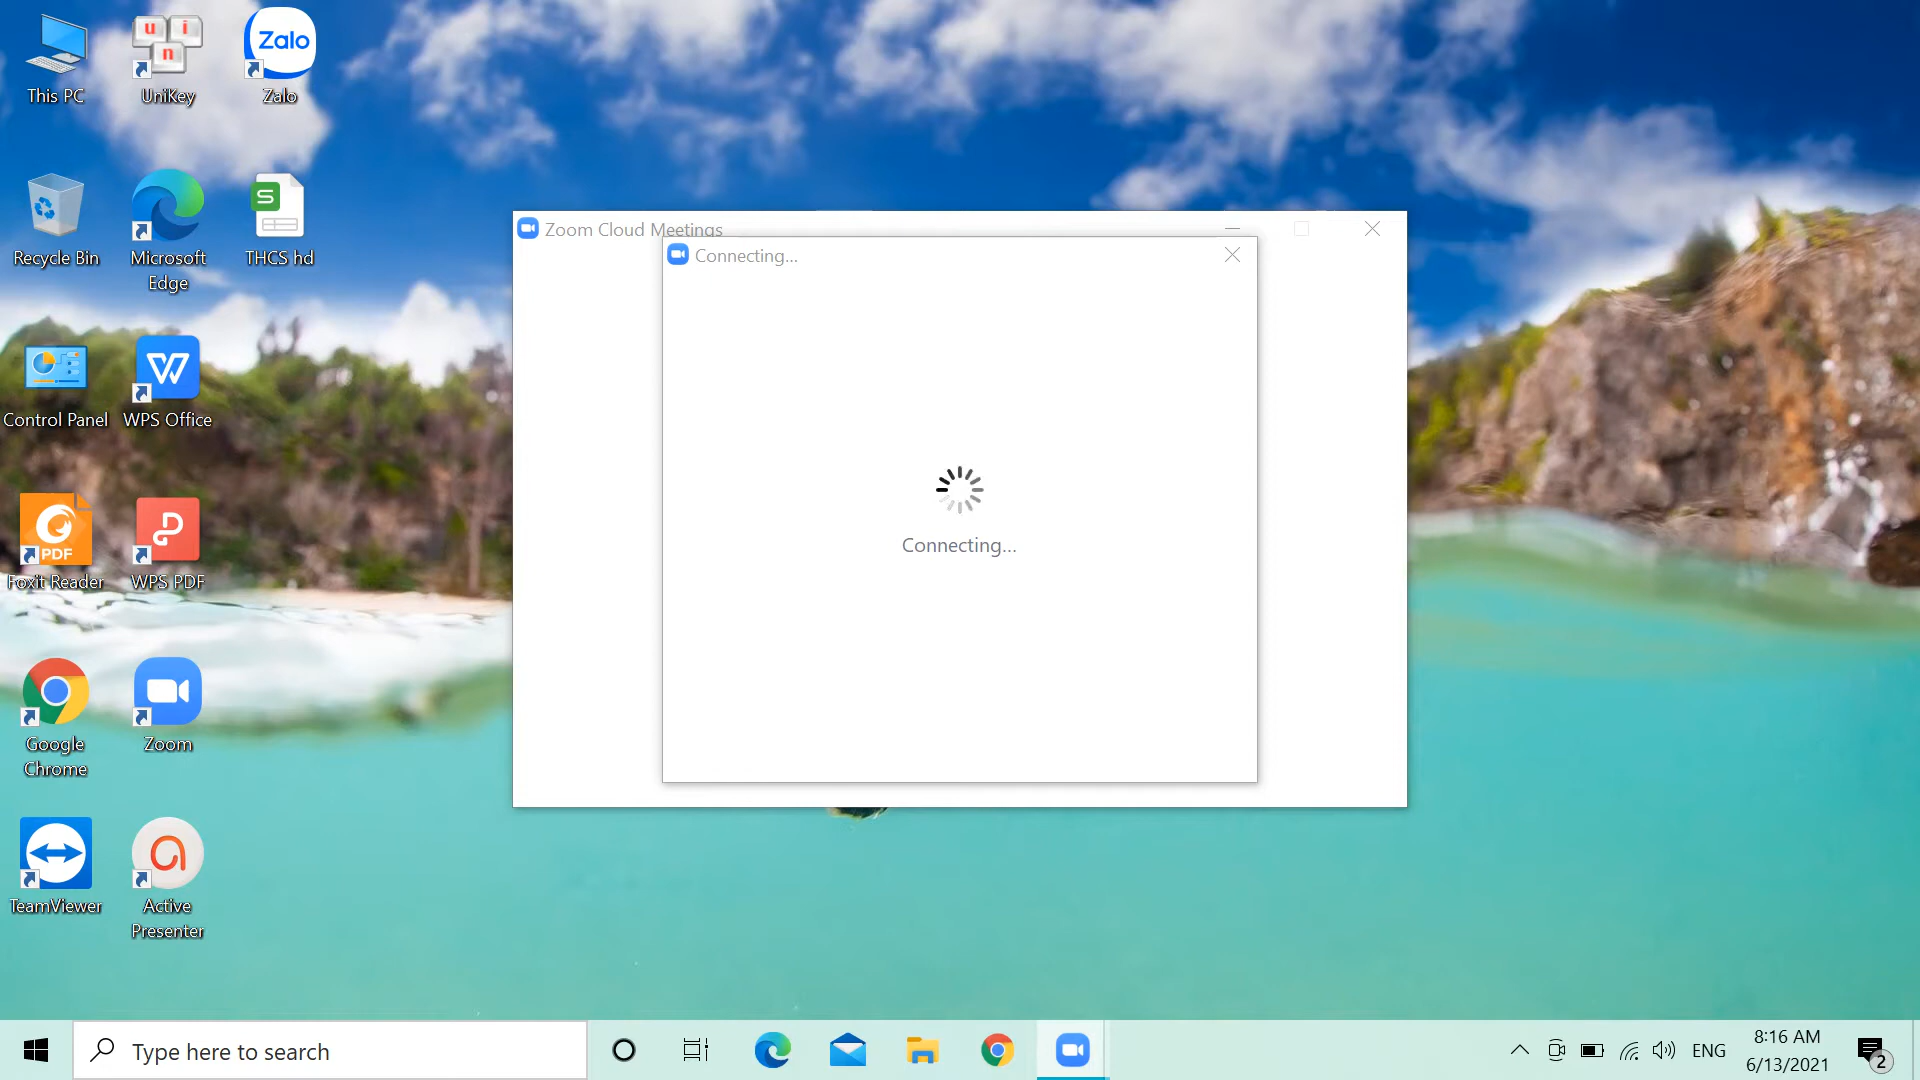 This PC
UniKey
Zalo
Zalo
Recycle Bin
Microsoft
Edge
S
THCS hd
Control Panel
WPS Office
PDF
Foxit Reader
WPS PDF
Google
Chrome
Zoom
TeamViewer
Active
Presenter
u i
n
Zoom Cloud Meetings
Connecting...
Connecting...
Type here to search
ENG
8:16 AM
6/13/2021
2